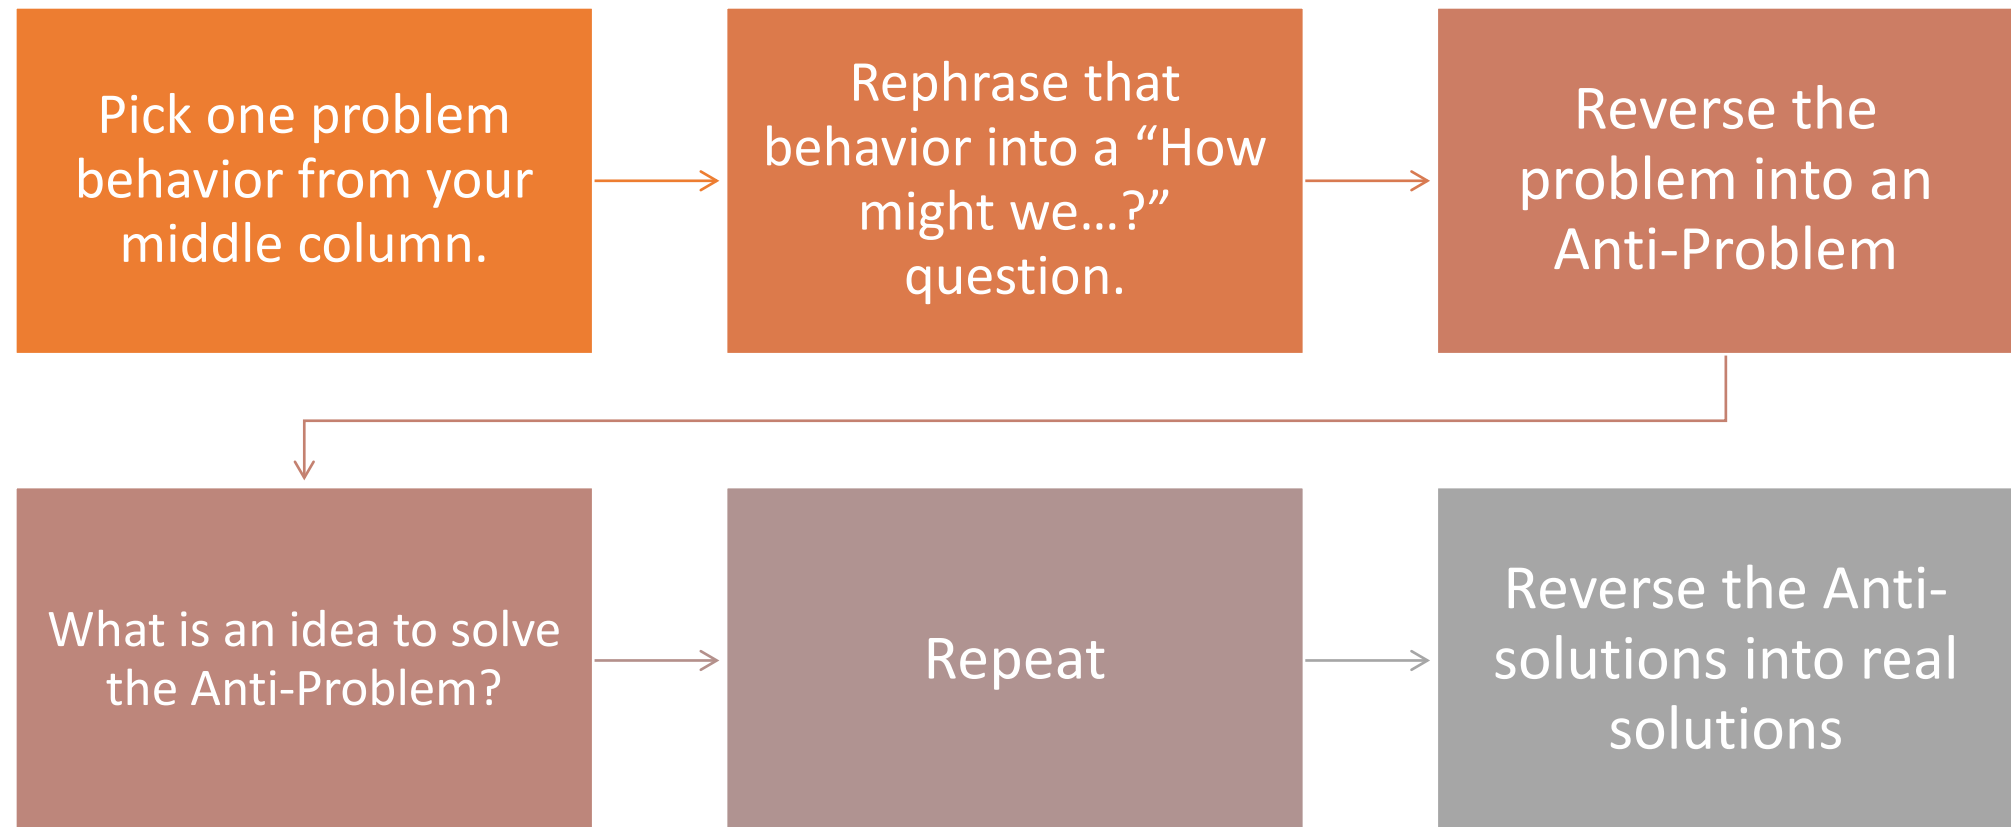 Pick one problem
behavior from your
middle column.
Rephrase that
behavior into a “How
might we…?”
question.
Reverse the
problem into an
Anti-Problem
What is an idea to solve
the Anti-Problem?
Repeat
Reverse the Anti-
solutions into real
solutions